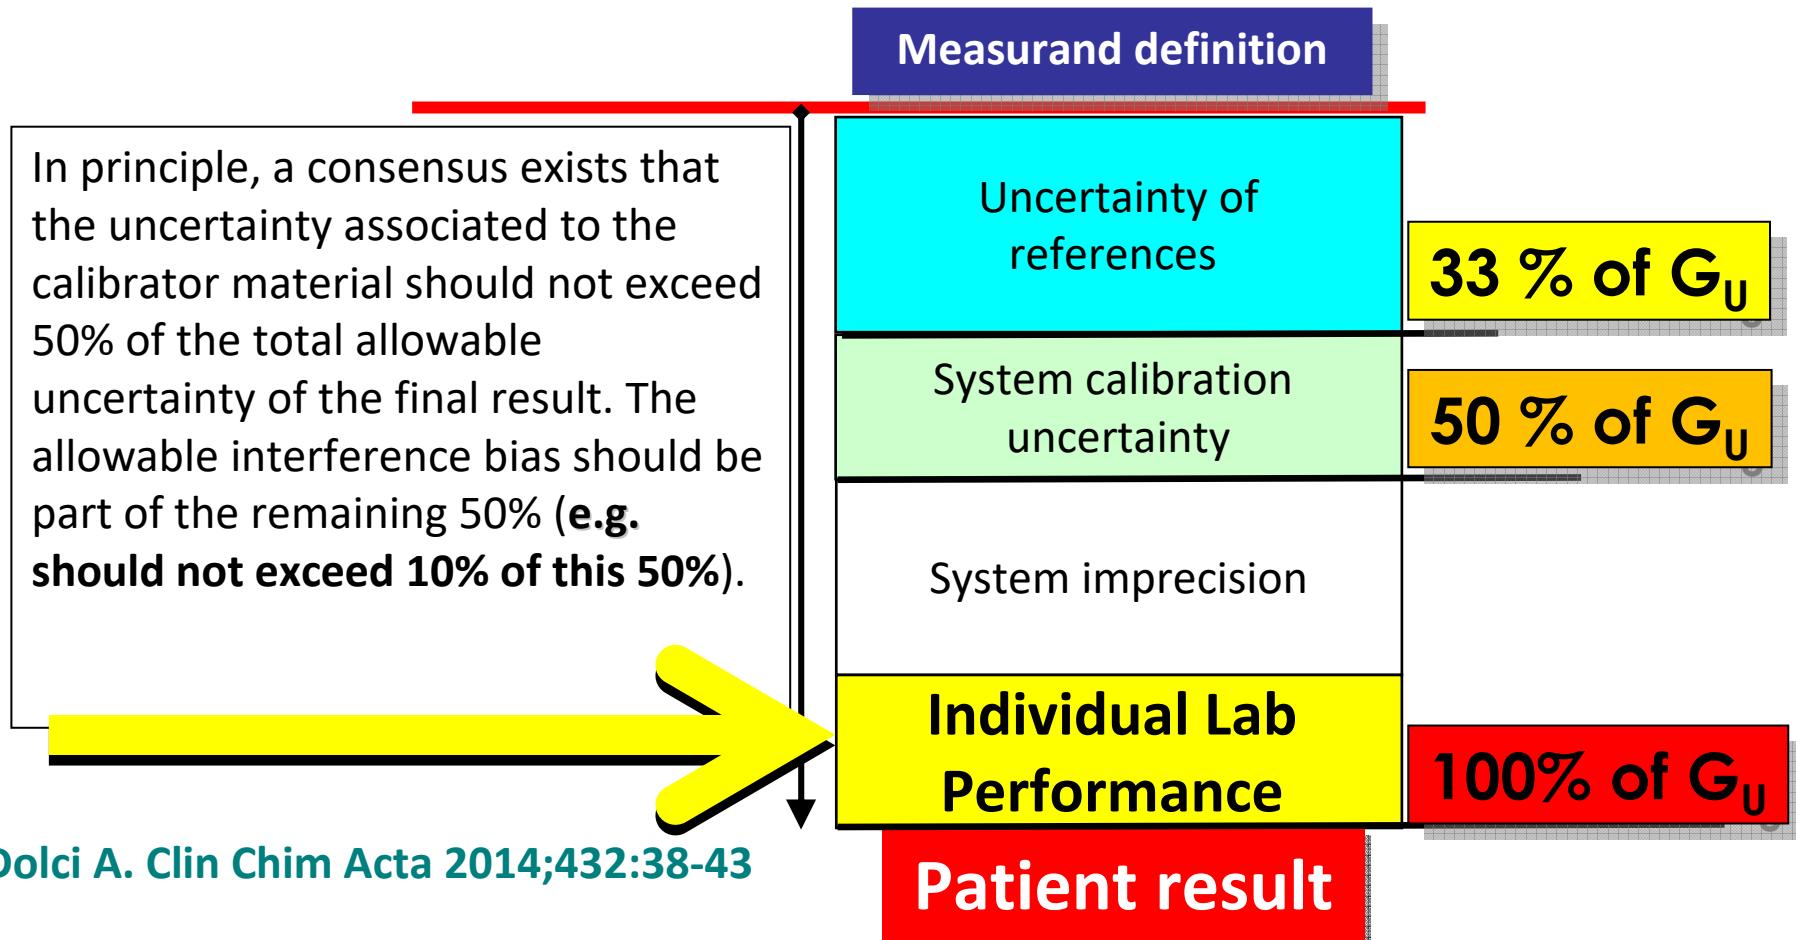 Measurand definition
In principle, a consensus exists that
the uncertainty associated to the
calibrator material should not exceed
50% of the total allowable
uncertainty of the final result. The
allowable interference bias should be
part of the remaining 50% (e.g.
should not exceed 10% of this 50%).
Uncertainty of
references
33 % of GU
System calibration
uncertainty
50 % of GU
System imprecision
Individual Lab
Performance
100% of GU
Dolci A. Clin Chim Acta 2014;432:38-43
Patient result